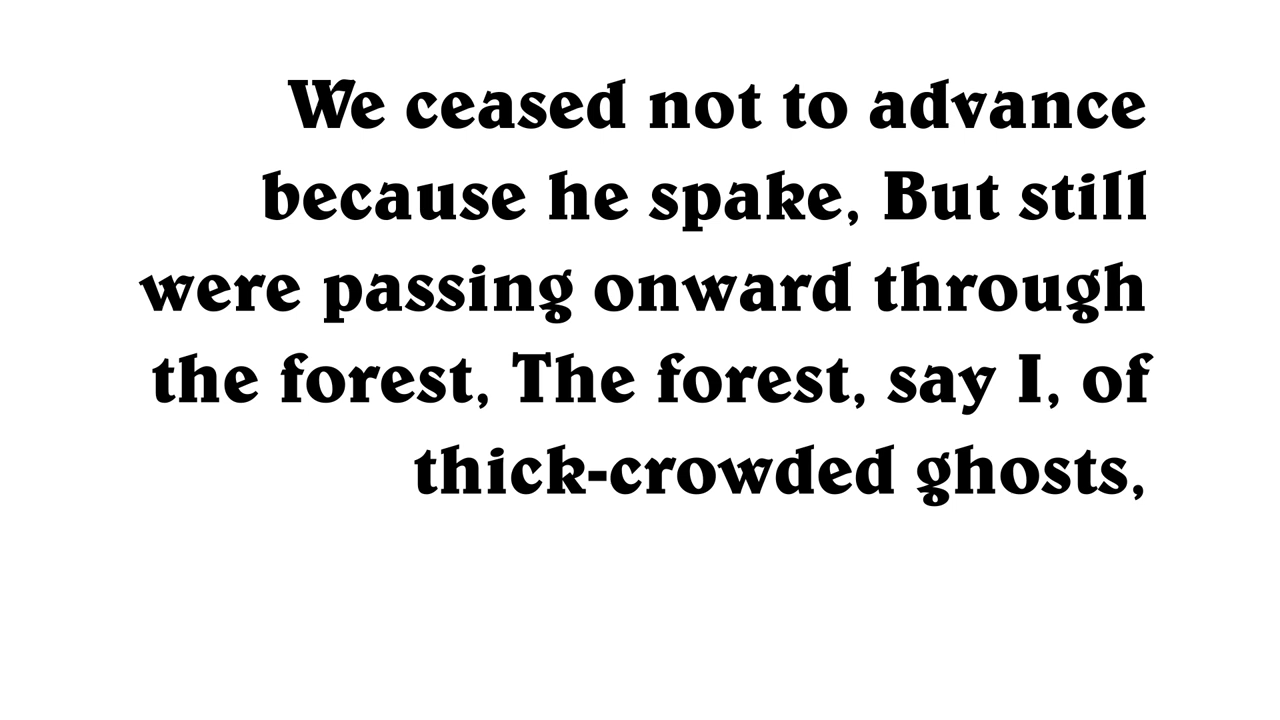 We ceased not to advance
because he spake, But still
were passing onward through
the forest, The forest, say I, of
thick-crowded ghosts,